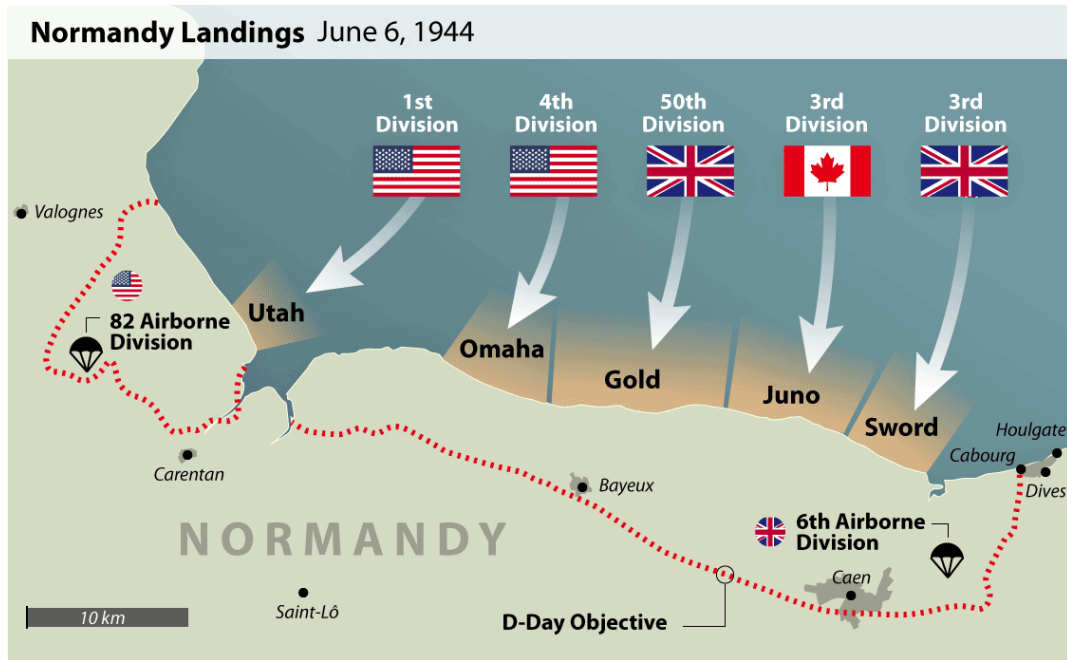 Normandy Landings June 6, 1944
1st
Division
4th
Division
50th
Division
3rd
Division
3rd
Division
Valognes
82 Airborne
Division
Utah
Omaha
Gold
Juno
Sword
Houlgate
Cabourg
Dives
Carentan
Bayeux
NORMANDY
6th Airborne
Division
Caen
Saint-Lô
D-Day Objective
10 km